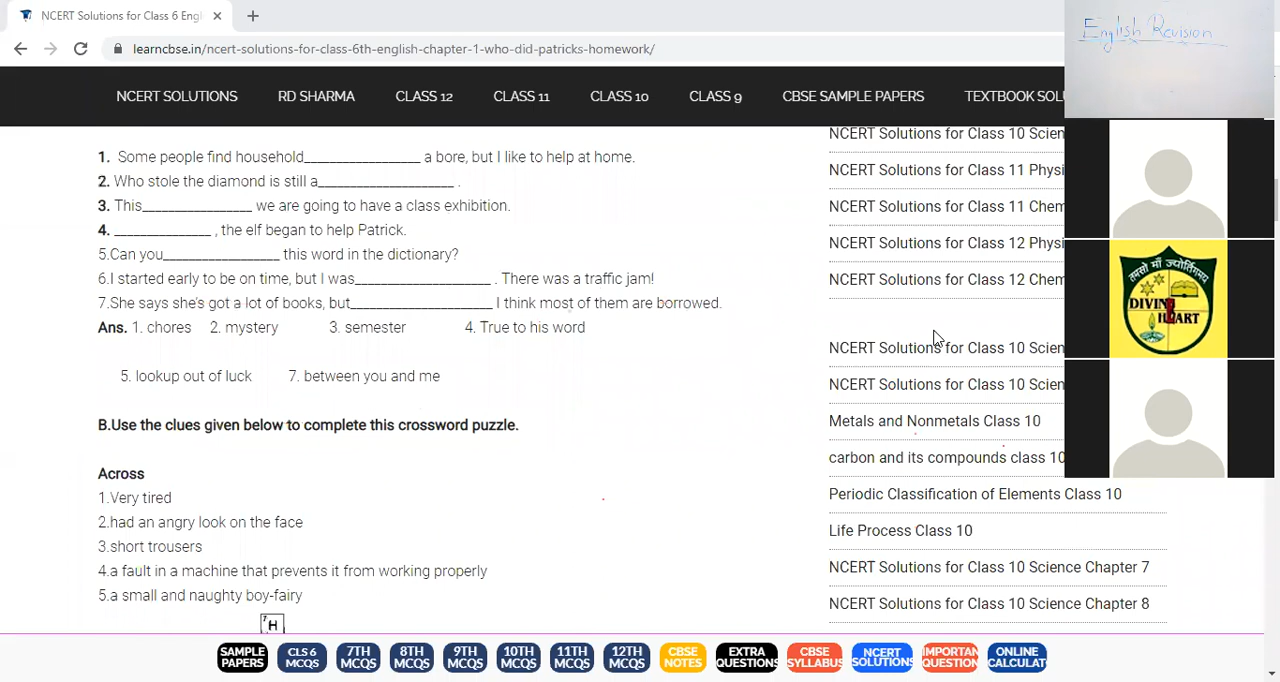 NCERT Solutions for Class 6 Engl
learncbse.in/ncert-solutions-for-class-6th-english-chapter-1-who-did-patricks-homework/
English Revision
NCERT SOLUTIONS RD SHARMA CLASS 12 CLASS 11 CLASS 10 CLASS 9 CBSE SAMPLE PAPERS TEXTBOOK SOLU
1. Some people find household_________________ a bore, but I like to help at home.
2. Who stole the diamond is still a____________________ .
3. This________________ we are going to have a class exhibition.
4. ______________ , the elf began to help Patrick.
5.Can you_________________ this word in the dictionary?
6.I started early to be on time, but I was____________________ . There was a traffic jam!
7.She says she's got a lot of books, but_____________________ I think most of them are borrowed.
Ans. 1. chores 2. mystery 3. semester 4. True to his word
5. lookup out of luck 7. between you and me
B.Use the clues given below to complete this crossword puzzle.
Across
1.Very tired
2.had an angry look on the face
3.short trousers
4.a fault in a machine that prevents it from working properly
5.a small and naughty boy-fairy
7H
NCERT Solutions for Class 10 Scien
NCERT Solutions for Class 11 Physi
NCERT Solutions for Class 11 Chem
NCERT Solutions for Class 12 Physi
NCERT Solutions for Class 12 Chem
NCERT Solutions for Class 10 Scien
NCERT Solutions for Class 10 Scien
Metals and Nonmetals Class 10
carbon and its compounds class 10
Periodic Classification of Elements Class 10
Life Process Class 10
NCERT Solutions for Class 10 Science Chapter 7
NCERT Solutions for Class 10 Science Chapter 8
तमसो माँ ज्योतिंगमय
DIVINE
HEART
SAMPLE PAPERS CLS 6 MCQS 7TH MCQS 8TH MCQS 9TH MCQS 10TH MCQS 11TH MCQS 12TH MCQS CBSE NOTES EXTRA QUESTIONS CBSE SYLLABUS NCERT SOLUTIONS IMPORTAN QUESTION ONLINE CALCULAT